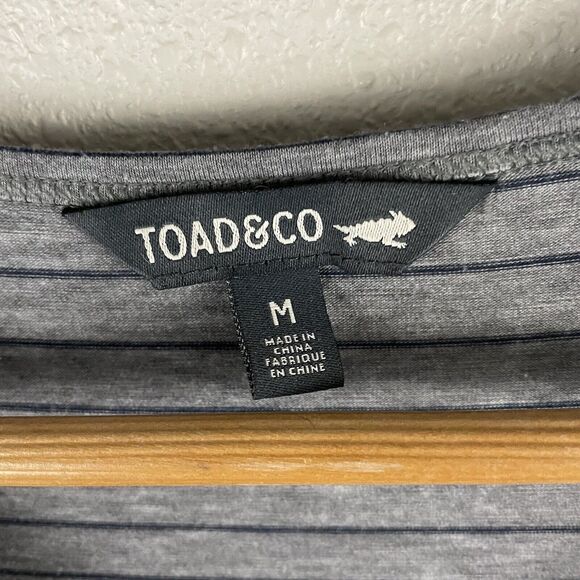 TOAD&CO
M
MADE IN
CHINA
FABRIQUE
EN CHINE